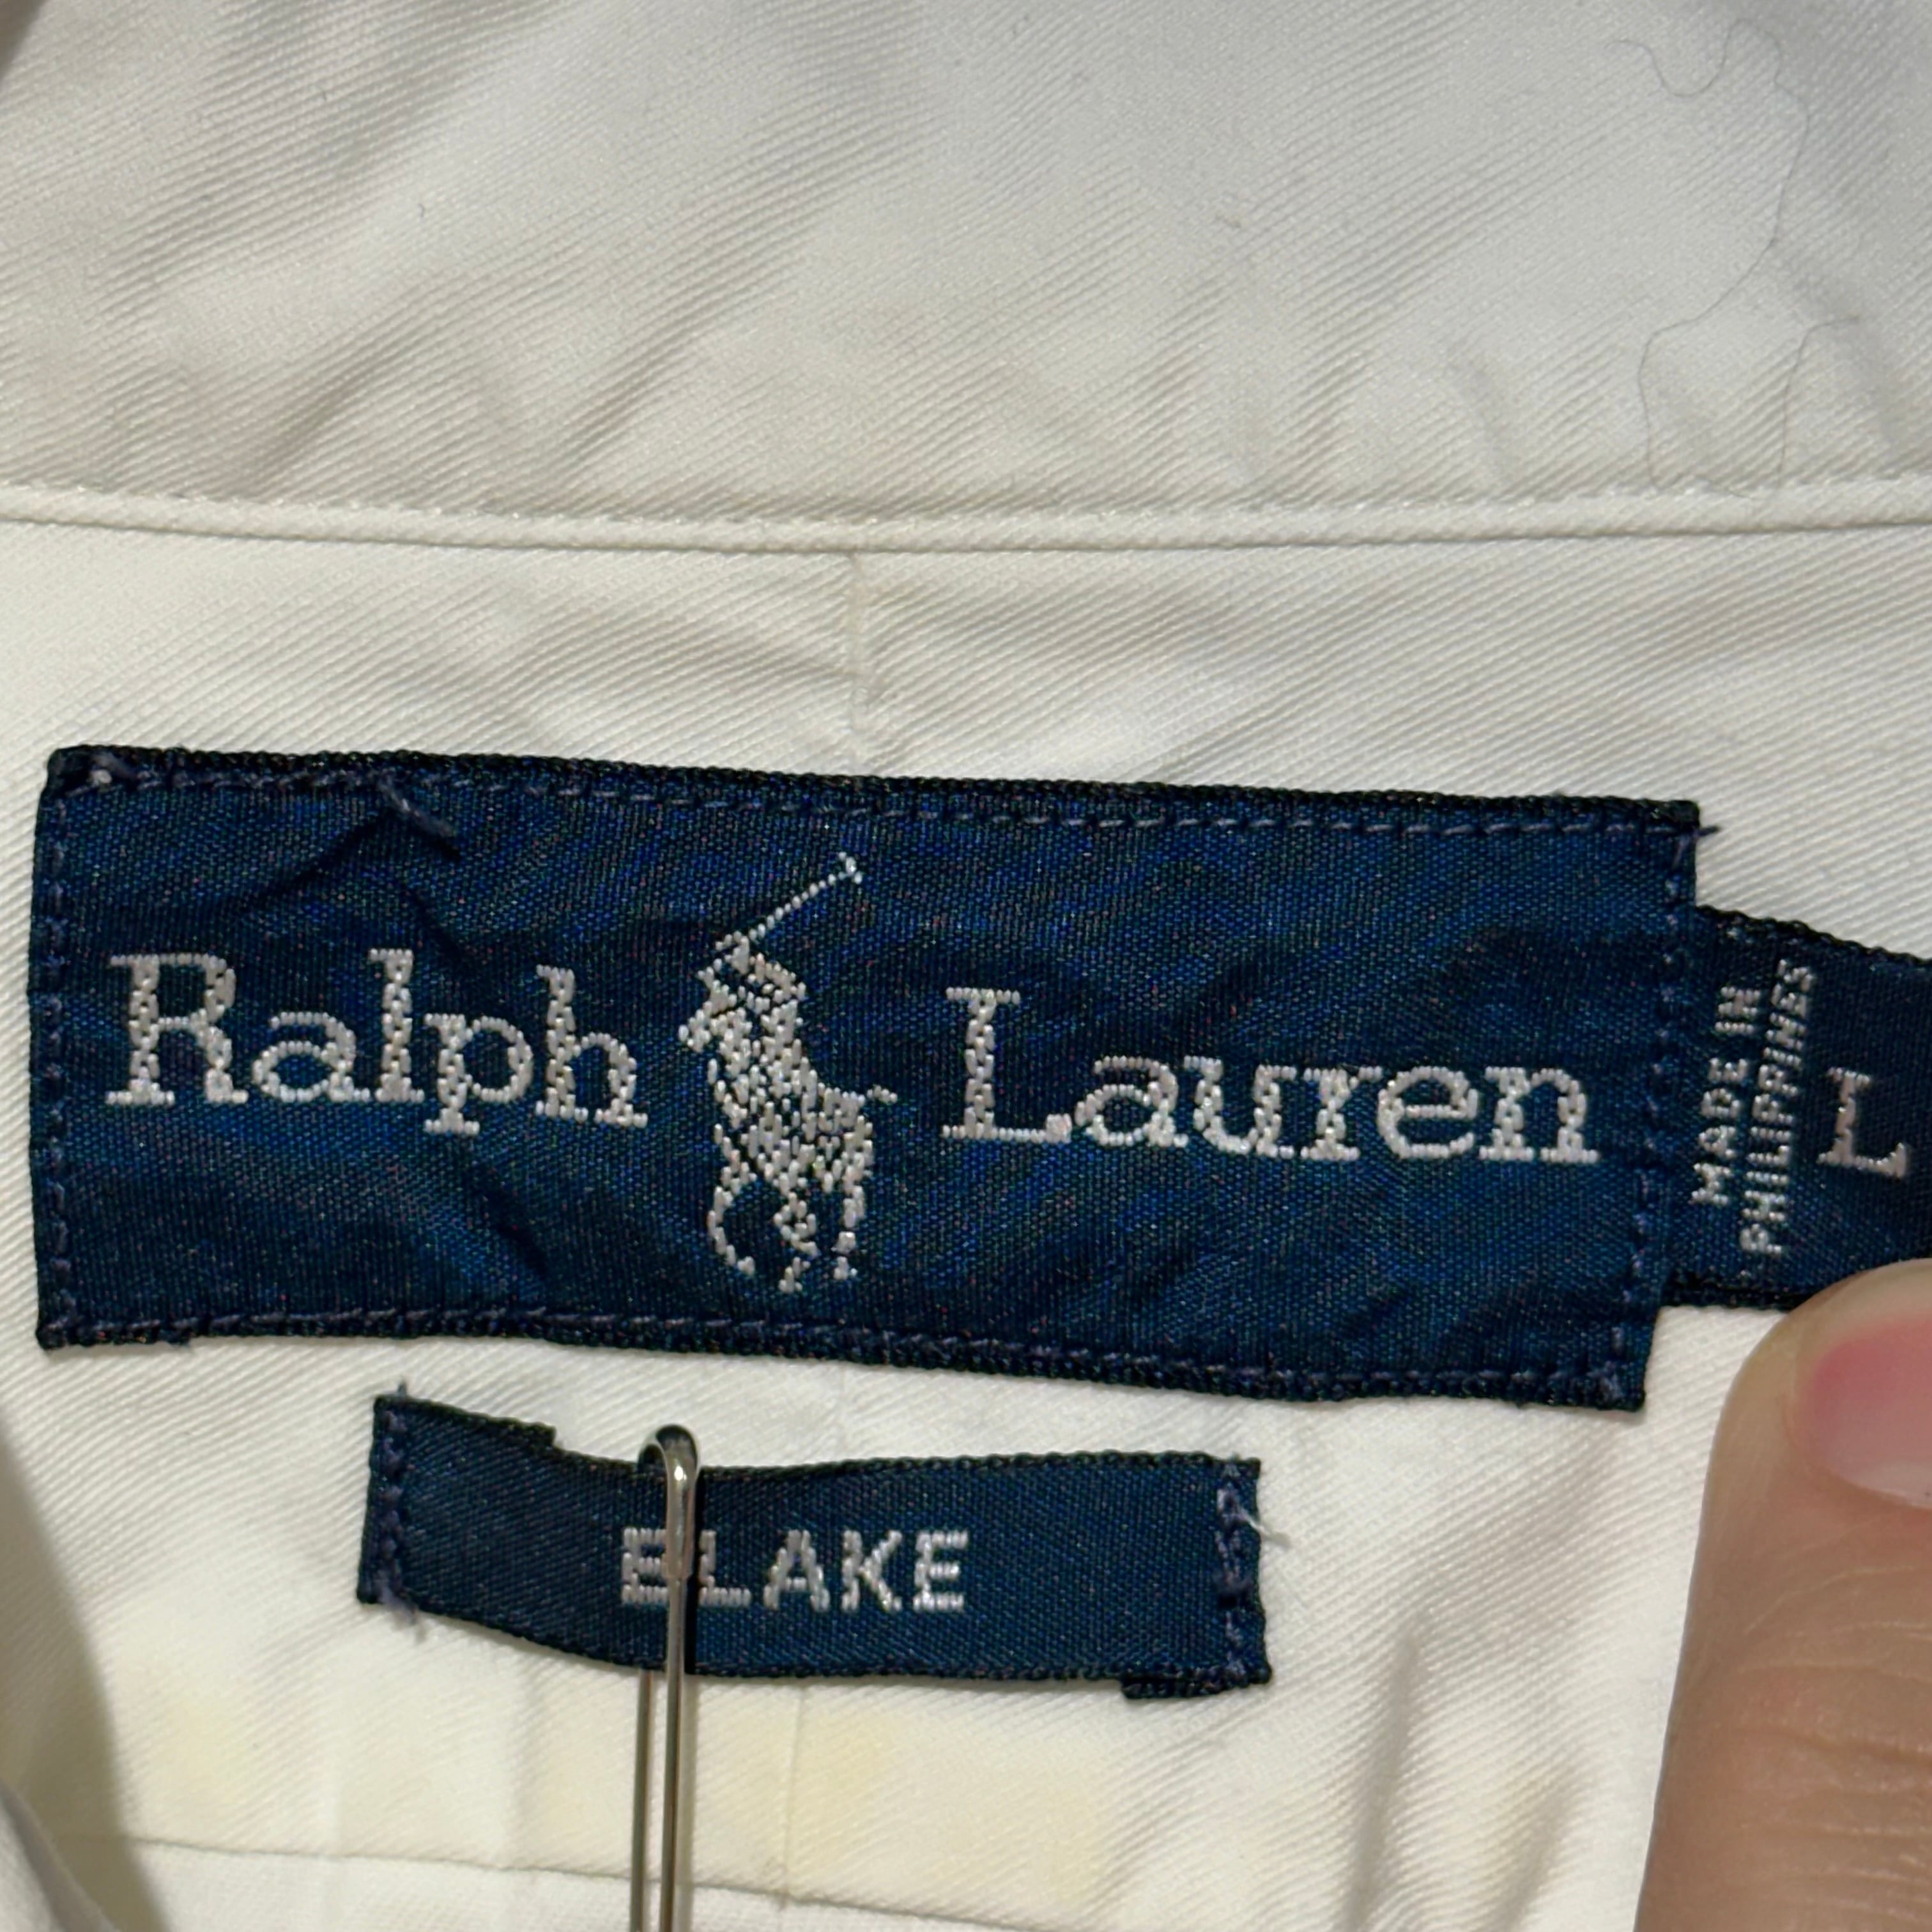 Ralph Lauren
MADE IN
PHILIPPINES
L
BLAKE